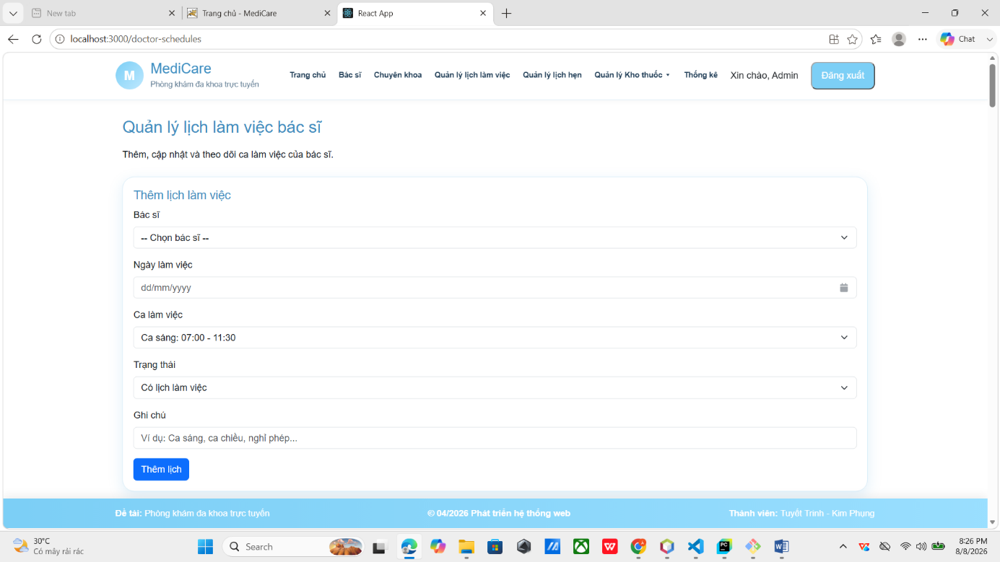 New tab
Trang chủ - MediCare
React App
localhost:3000/doctor-schedules
Chat
M
MediCare
Phòng khám đa khoa trực tuyến
Trang chủ
Bác sĩ
Chuyên khoa
Quản lý lịch làm việc
Quản lý lịch hẹn
Quản lý Kho thuốc
Thống kê
Xin chào, Admin
Đăng xuất
Quản lý lịch làm việc bác sĩ
Thêm, cập nhật và theo dõi ca làm việc của bác sĩ.
Thêm lịch làm việc
Bác sĩ
-- Chọn bác sĩ --
Ngày làm việc
dd/mm/yyyy
Ca làm việc
Ca sáng: 07:00 - 11:30
Trạng thái
Có lịch làm việc
Ghi chú
Ví dụ: Ca sáng, ca chiều, nghỉ phép...
Thêm lịch
Đề tài: Phòng khám đa khoa trực tuyến
© 04/2026 Phát triển hệ thống web
Thành viên: Tuyết Trinh - Kim Phụng
30°C
Có mây rải rác
Search
8:26 PM
8/8/2026